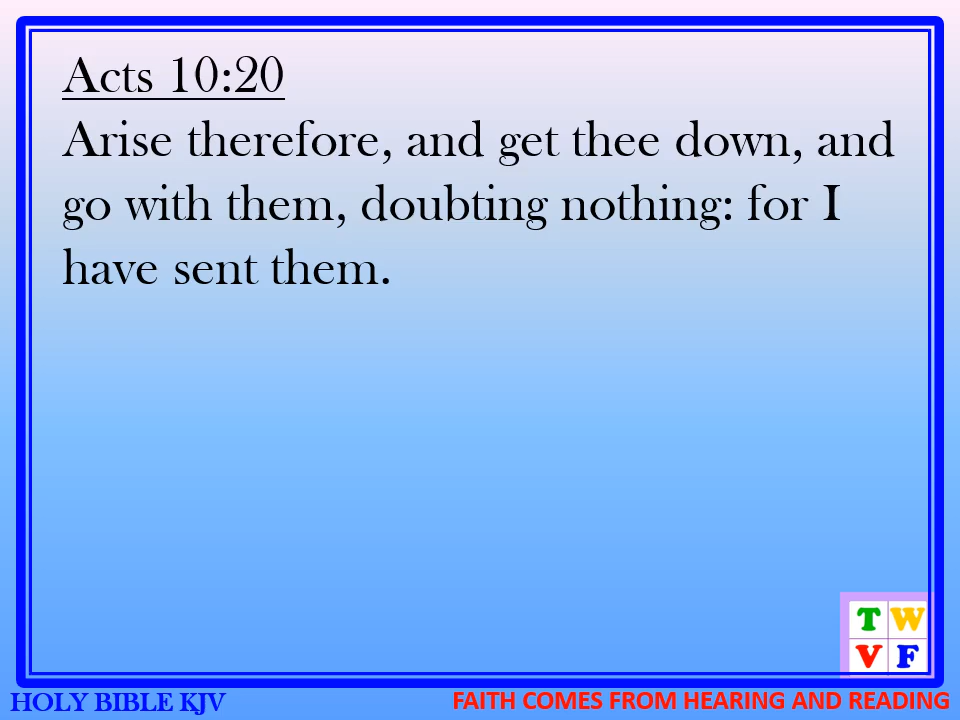 Acts 10:20
Arise therefore, and get thee down, and
go with them, doubting nothing: for I
have sent them.
T W
V F
HOLY BIBLE KJV
FAITH COMES FROM HEARING AND READING